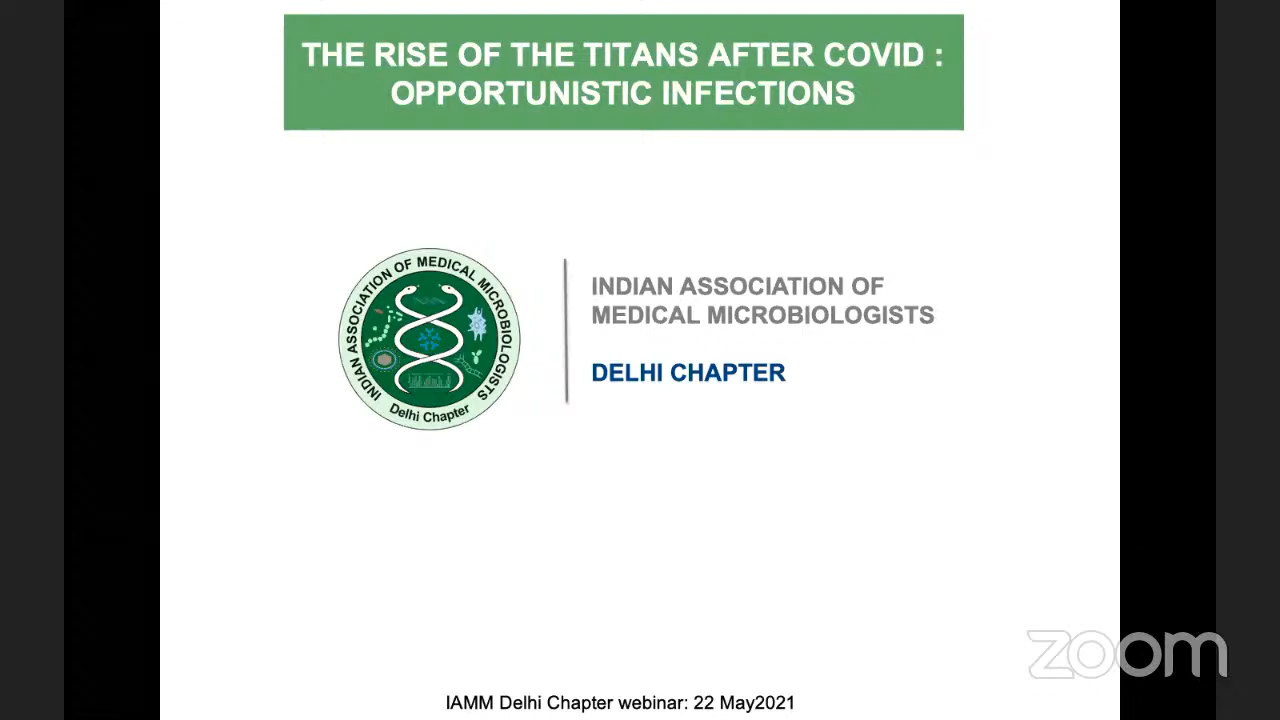 THE RISE OF THE TITANS AFTER COVID :
OPPORTUNISTIC INFECTIONS
INDIAN ASSOCIATION OF MEDICAL MICROBIOLOGISTS
Delhi Chapter
INDIAN ASSOCIATION OF
MEDICAL MICROBIOLOGISTS
DELHI CHAPTER
zoom
IAMM Delhi Chapter webinar: 22 May2021